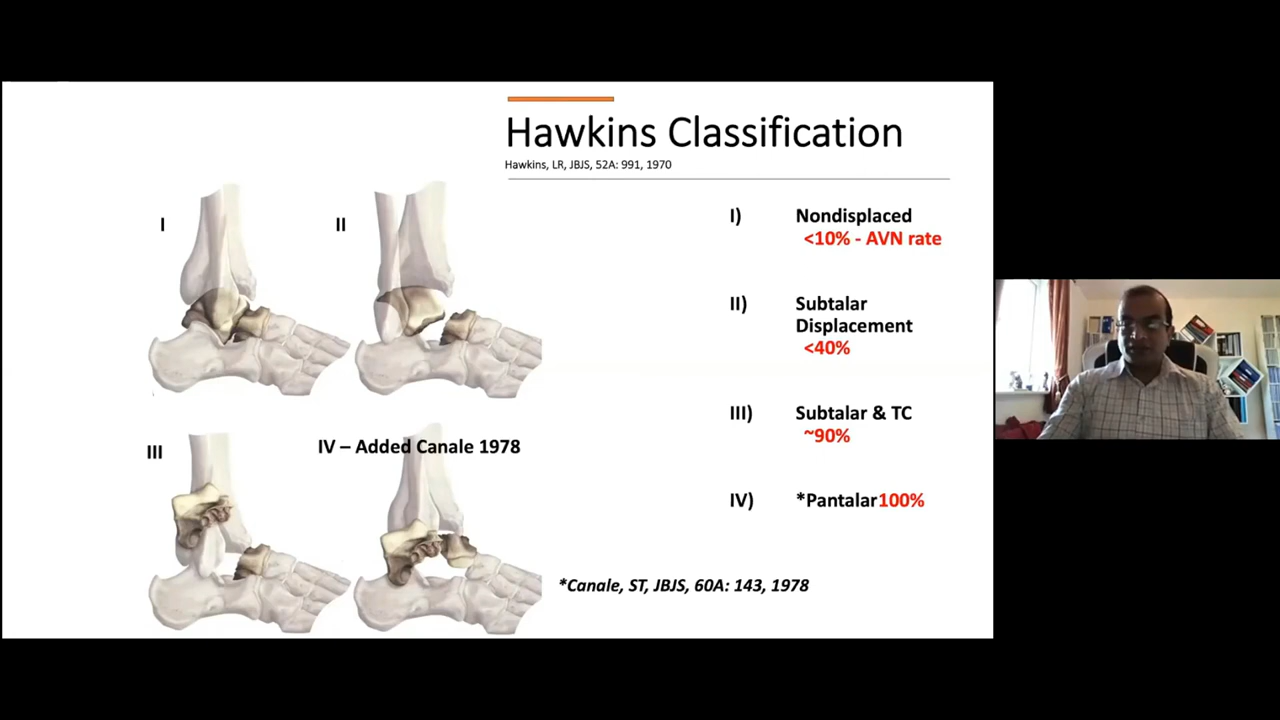 Hawkins Classification
Hawkins, LR, JBJS, 52A: 991, 1970
I
II
III
IV – Added Canale 1978
I) Nondisplaced
<10% - AVN rate
II) Subtalar
Displacement
<40%
III) Subtalar & TC
~90%
IV) *Pantalar100%
*Canale, ST, JBJS, 60A: 143, 1978